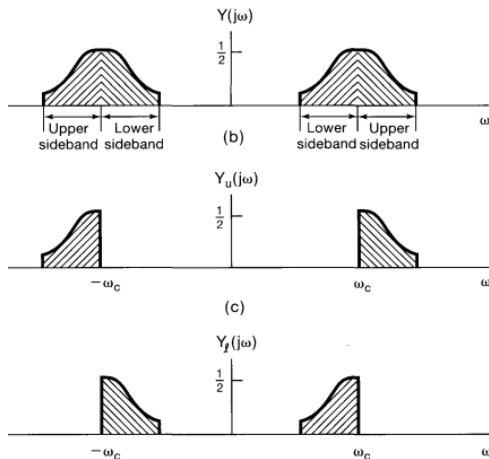 Y(jω)
1/2
Upper sideband
Lower sideband
Lower sideband
Upper sideband
ω
(b)
Yu(jω)
1/2
−ωc
ωc
ω
(c)
Yℓ(jω)
1/2
−ωc
ωc
ω